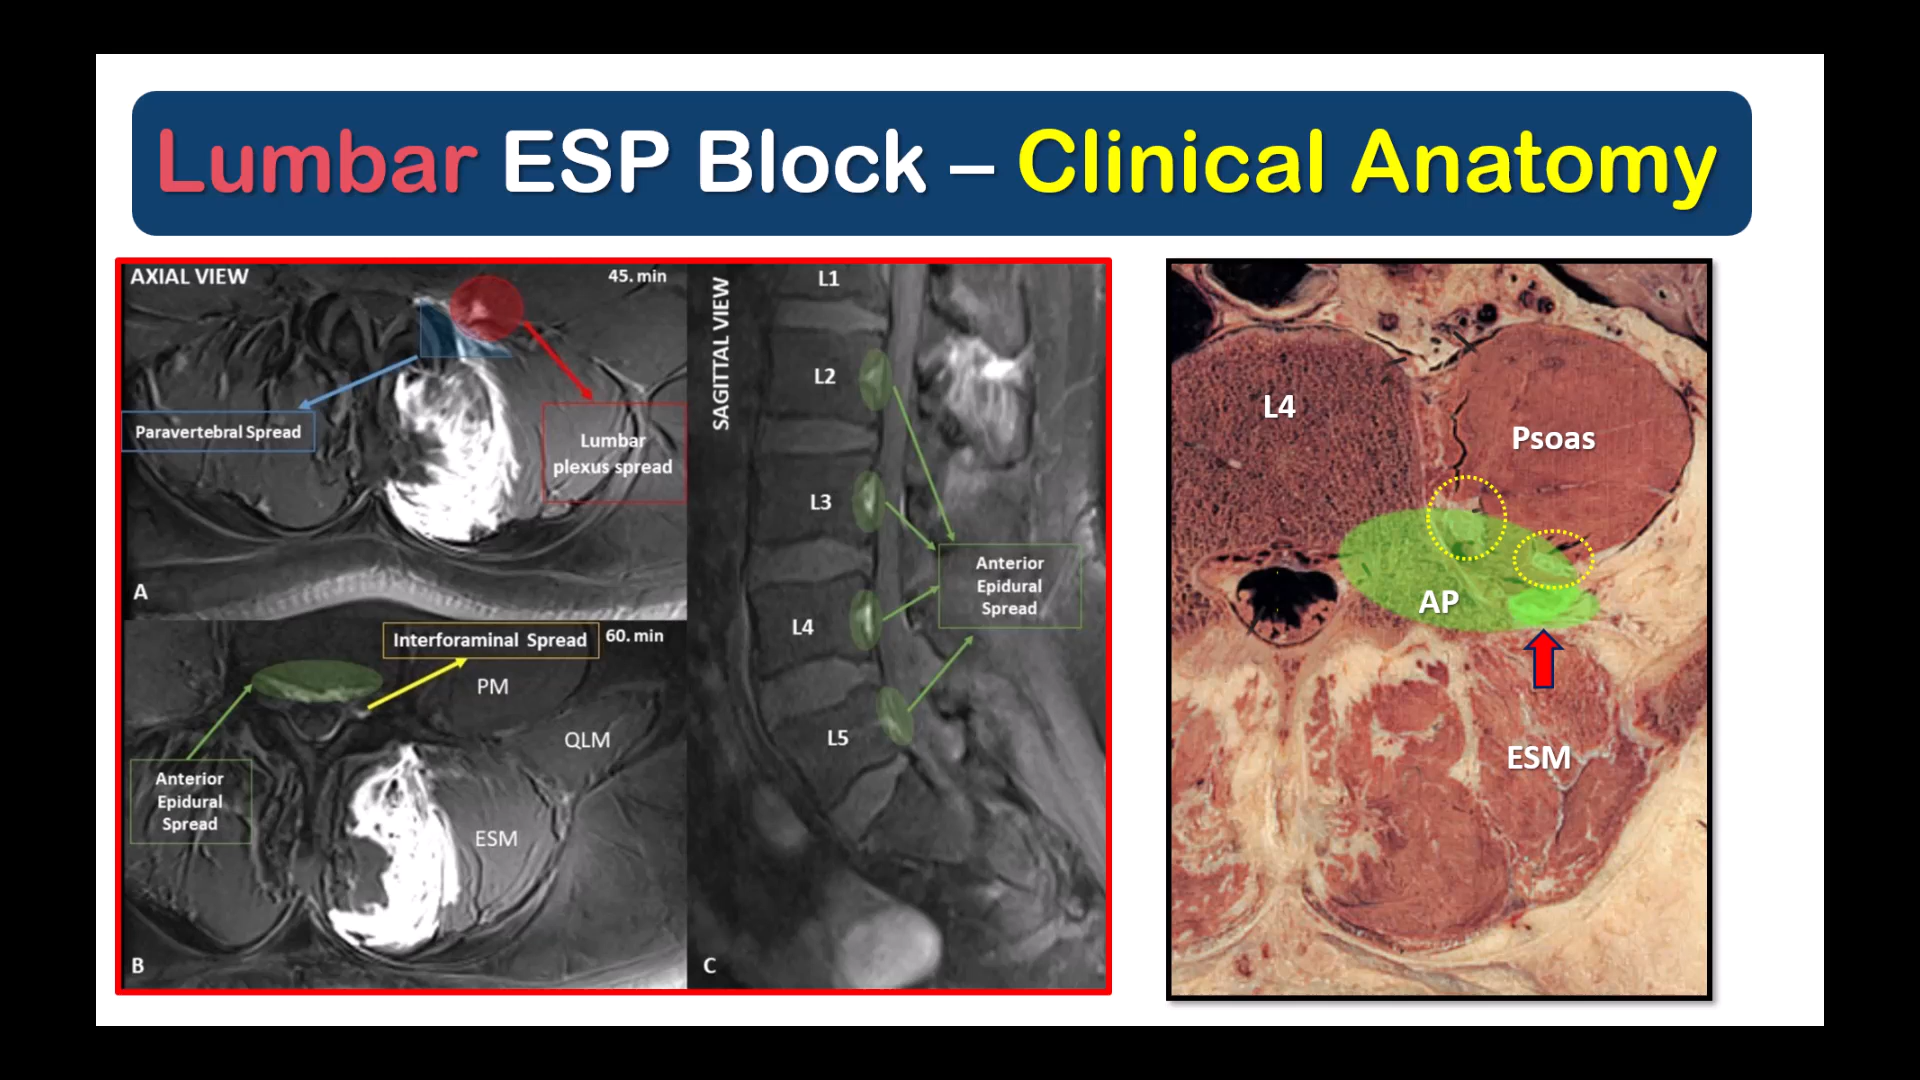 Lumbar ESP Block – Clinical Anatomy
AXIAL VIEW
45. min
Paravertebral Spread
Lumbar
plexus spread
A
Interforaminal Spread
60. min
PM
QLM
Anterior
Epidural
Spread
ESM
B
SAGITTAL VIEW
L1
L2
L3
L4
L5
Anterior
Epidural
Spread
C
L4
Psoas
AP
ESM